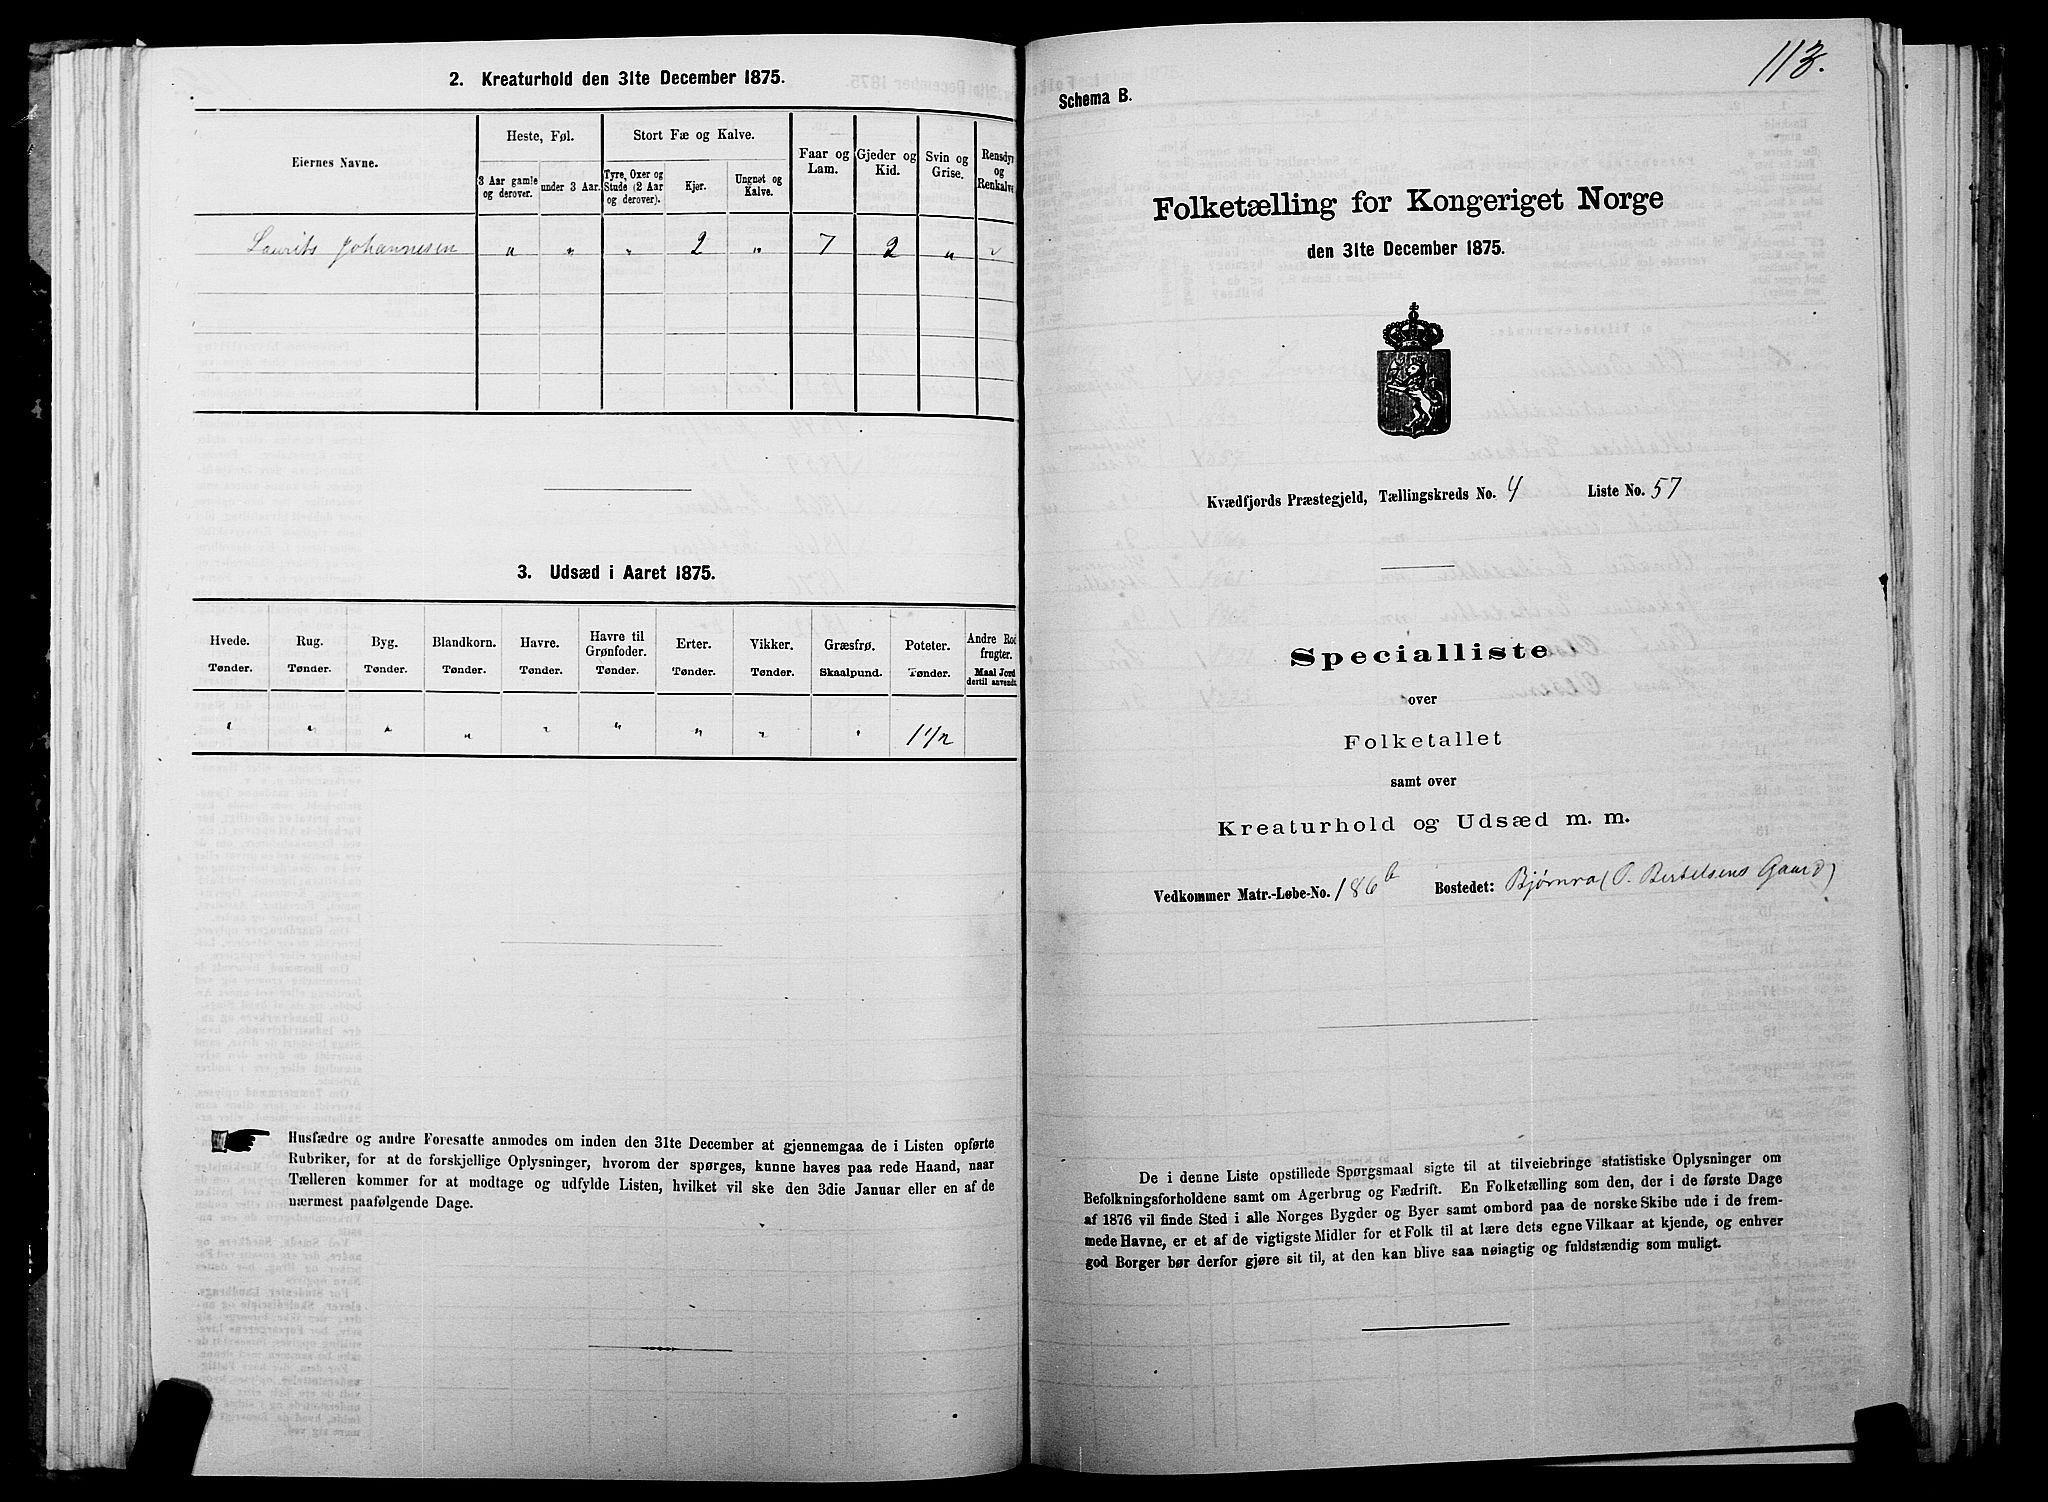 2. Kreaturhold den 31te December 1875.
Eiernes Navne.
Heste, Føl.
3 Aar gamle og derover.
under 3 Aar.
Stort Fæ og Kalve.
Tyre, Oxer og Stude (2 Aar og derover).
Kjør.
Ungnøt og Kalve.
Faar og Lam.
Gjeder og Kid.
Svin og Grise.
Rensdyr og Renkalve.
Laurits Johannesen " " " 2 " 7 2 " "
3. Udsæd i Aaret 1875.
Hvede. Rug. Byg. Blandkorn. Havre. Havre til Grønfoder. Erter. Vikker. Græsfrø. Poteter. Andre Rodfrugter.
Tønder. Tønder. Tønder. Tønder. Tønder. Tønder. Tønder. Tønder. Skaalpund. Tønder. Maal Jord dertil anvendt.
" " " " " " " " " 1 1/2
Husfædre og andre Foresatte anmodes om inden den 31te December at gjennemgaa de i Listen opførte
Rubriker, for at de forskjellige Oplysninger, hvorom der spørges, kunne haves paa rede Haand, naar
Tælleren kommer for at modtage og udfylde Listen, hvilket vil ske den 3die Januar eller en af de
nærmest paafølgende Dage.
113.
Schema B.
Folketælling for Kongeriget Norge
den 31te December 1875.
Kvædfjords Præstegjeld, Tællingskreds No. 4 Liste No. 57
Specialliste
over
Folketallet
samt over
Kreaturhold og Udsæd m. m.
Vedkommer Matr.-Løbe-No. 186b Bostedet: Bjørnra (O. Bertelsens Gaard)
De i denne Liste opstillede Spørgsmaal sigte til at tilveiebringe statistiske Oplysninger om
Befolkningsforholdene samt om Agerbrug og Fædrift. En Folketælling som den, der i de første Dage
af 1876 vil finde Sted i alle Norges Bygder og Byer samt ombord paa de norske Skibe ude i de frem-
mede Havne, er et af de vigtigste Midler for et Folk til at lære dets egne Vilkaar at kjende, og enhver
god Borger bør derfor gjøre sit til, at den kan blive saa nøiagtig og fuldstændig som muligt.